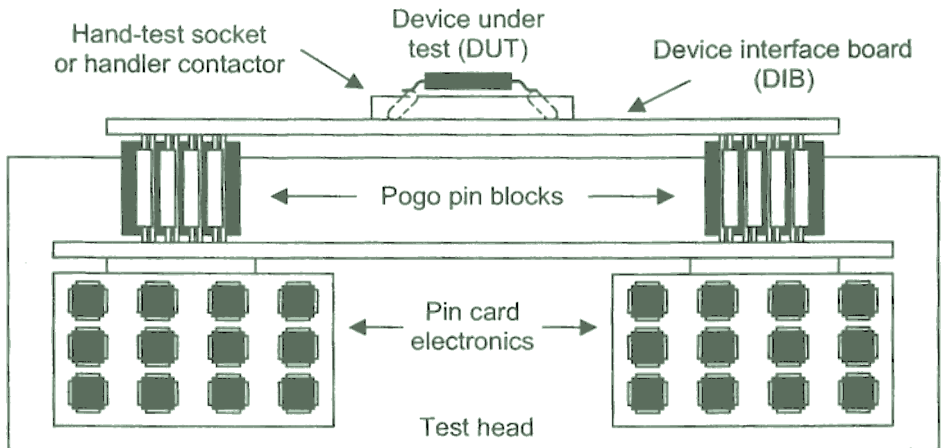 Hand-test socket
or handler contactor
Device under
test (DUT)
Device interface board
(DIB)
Pogo pin blocks
Pin card
electronics
Test head